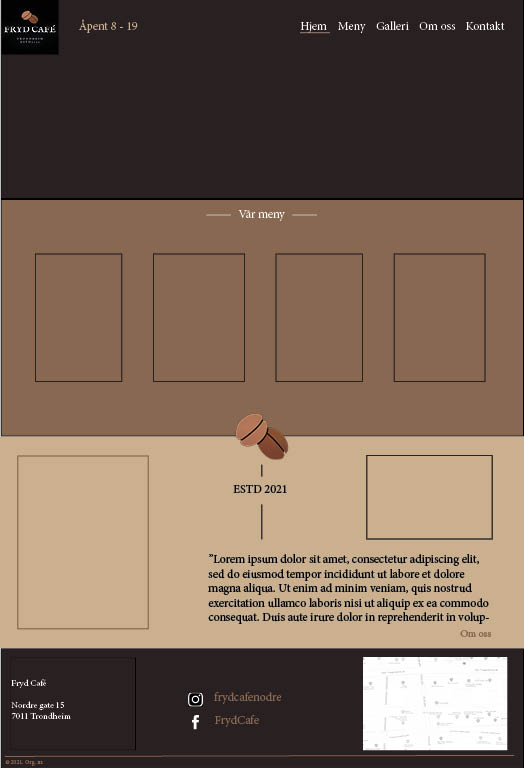 FRYD CAFÉ
Åpent 8 - 19
Hjem Meny Galleri Om oss Kontakt
Vår meny
ESTD 2021
”Lorem ipsum dolor sit amet, consectetur adipiscing elit,
sed do eiusmod tempor incididunt ut labore et dolore
magna aliqua. Ut enim ad minim veniam, quis nostrud
exercitation ullamco laboris nisi ut aliquip ex ea commodo
consequat. Duis aute irure dolor in reprehenderit in volup-
Om oss
Fryd Cafè
Nordre gate 15
7011 Trondheim
frydcafenodre
FrydCafe
© 2021, Org. nr.